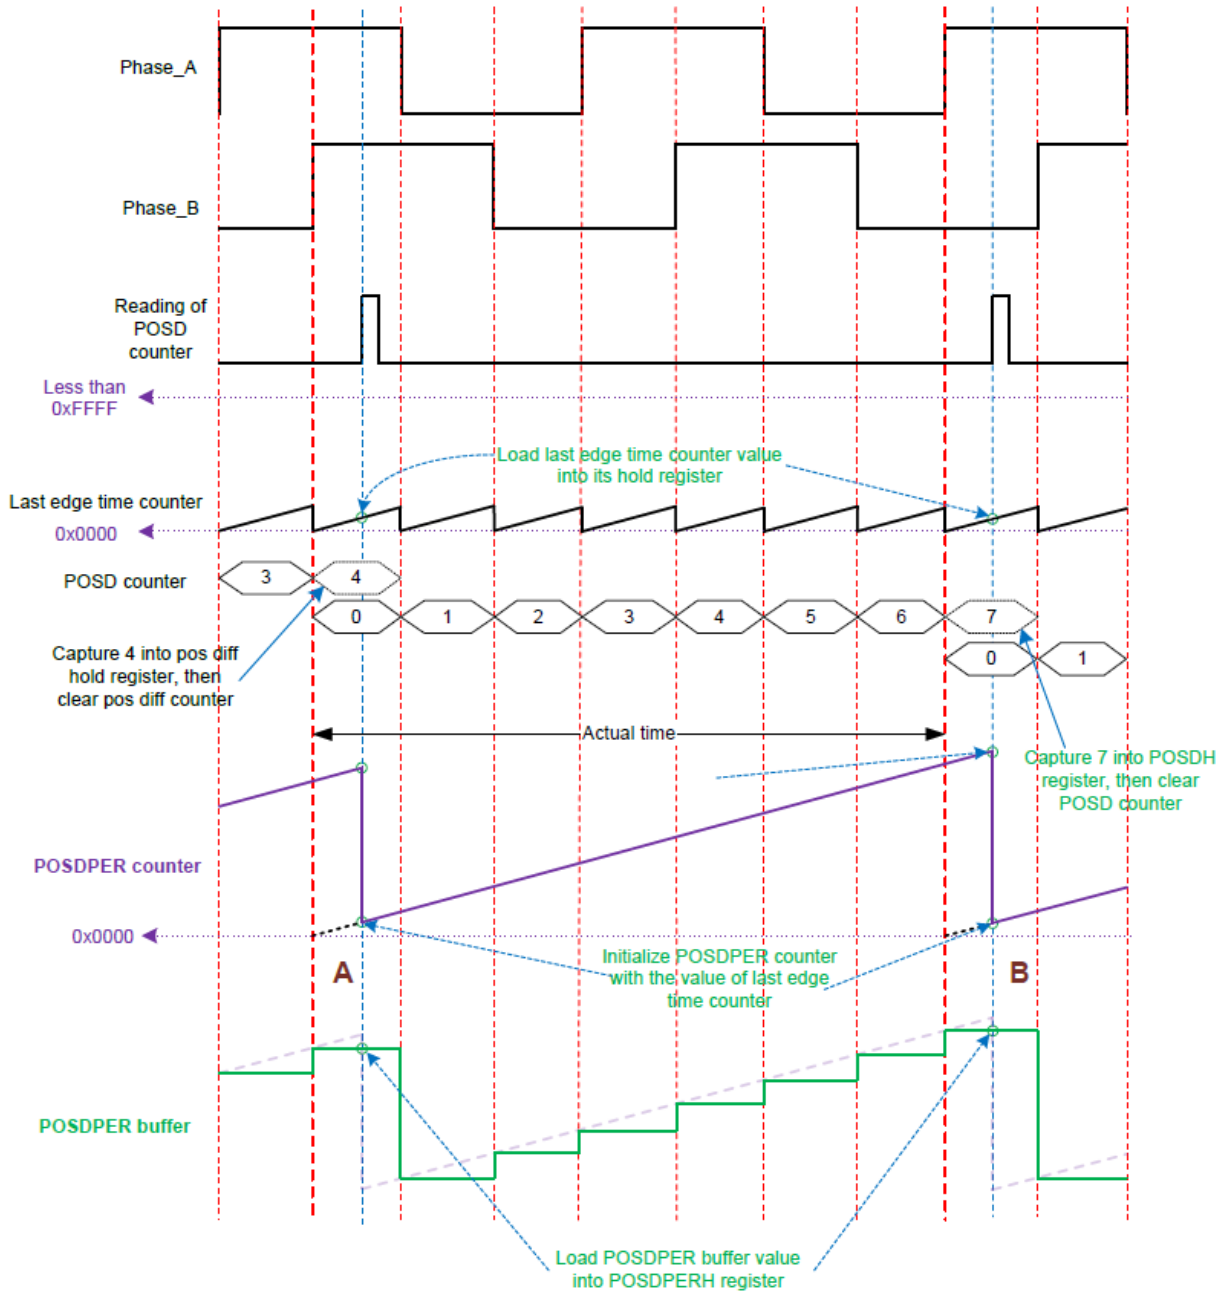 Phase_A
Phase_B
Reading of
POSD
counter
Less than
0xFFFF
Load last edge time counter value
into its hold register
Last edge time counter
0x0000
POSD counter
3
4
0
1
2
3
4
5
6
7
0
1
Capture 4 into pos diff
hold register, then
clear pos diff counter
Actual time
Capture 7 into POSDH
register, then clear
POSD counter
POSDPER counter
0x0000
Initialize POSDPER counter
with the value of last edge
time counter
A
B
POSDPER buffer
Load POSDPER buffer value
into POSDPERH register